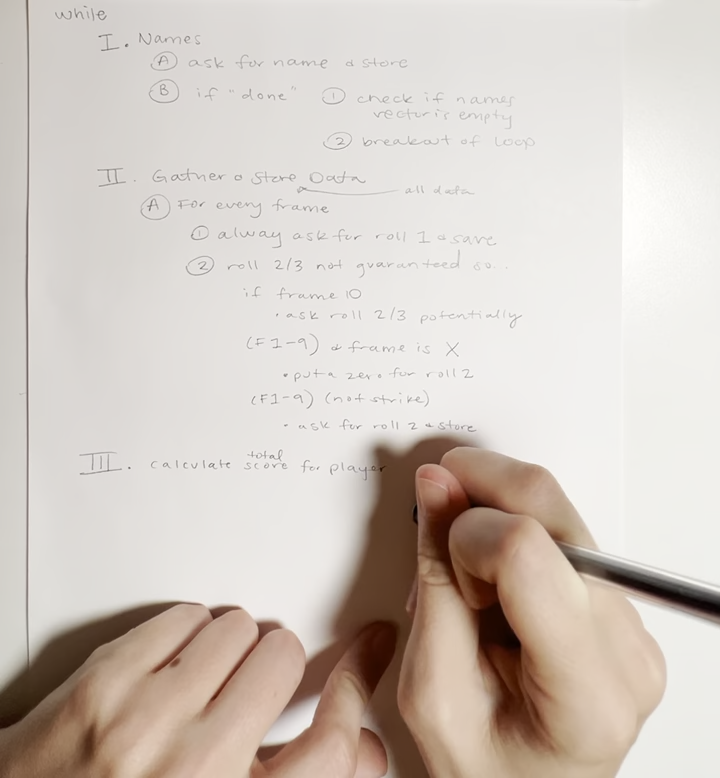 while
I. Names
Ⓐ ask for name & store
Ⓑ if "done" ① check if names
vector is empty
② breakout of loop
II. Gather & Store Data
all data
Ⓐ For every frame
① alway ask for roll 1 & save
② roll 2/3 not guaranteed so..
if frame 10
• ask roll 2/3 potentially
(F1-9) & frame is X
• put a zero for roll 2
(F1-9) (not strike)
• ask for roll 2 & store
III. calculate total score for player